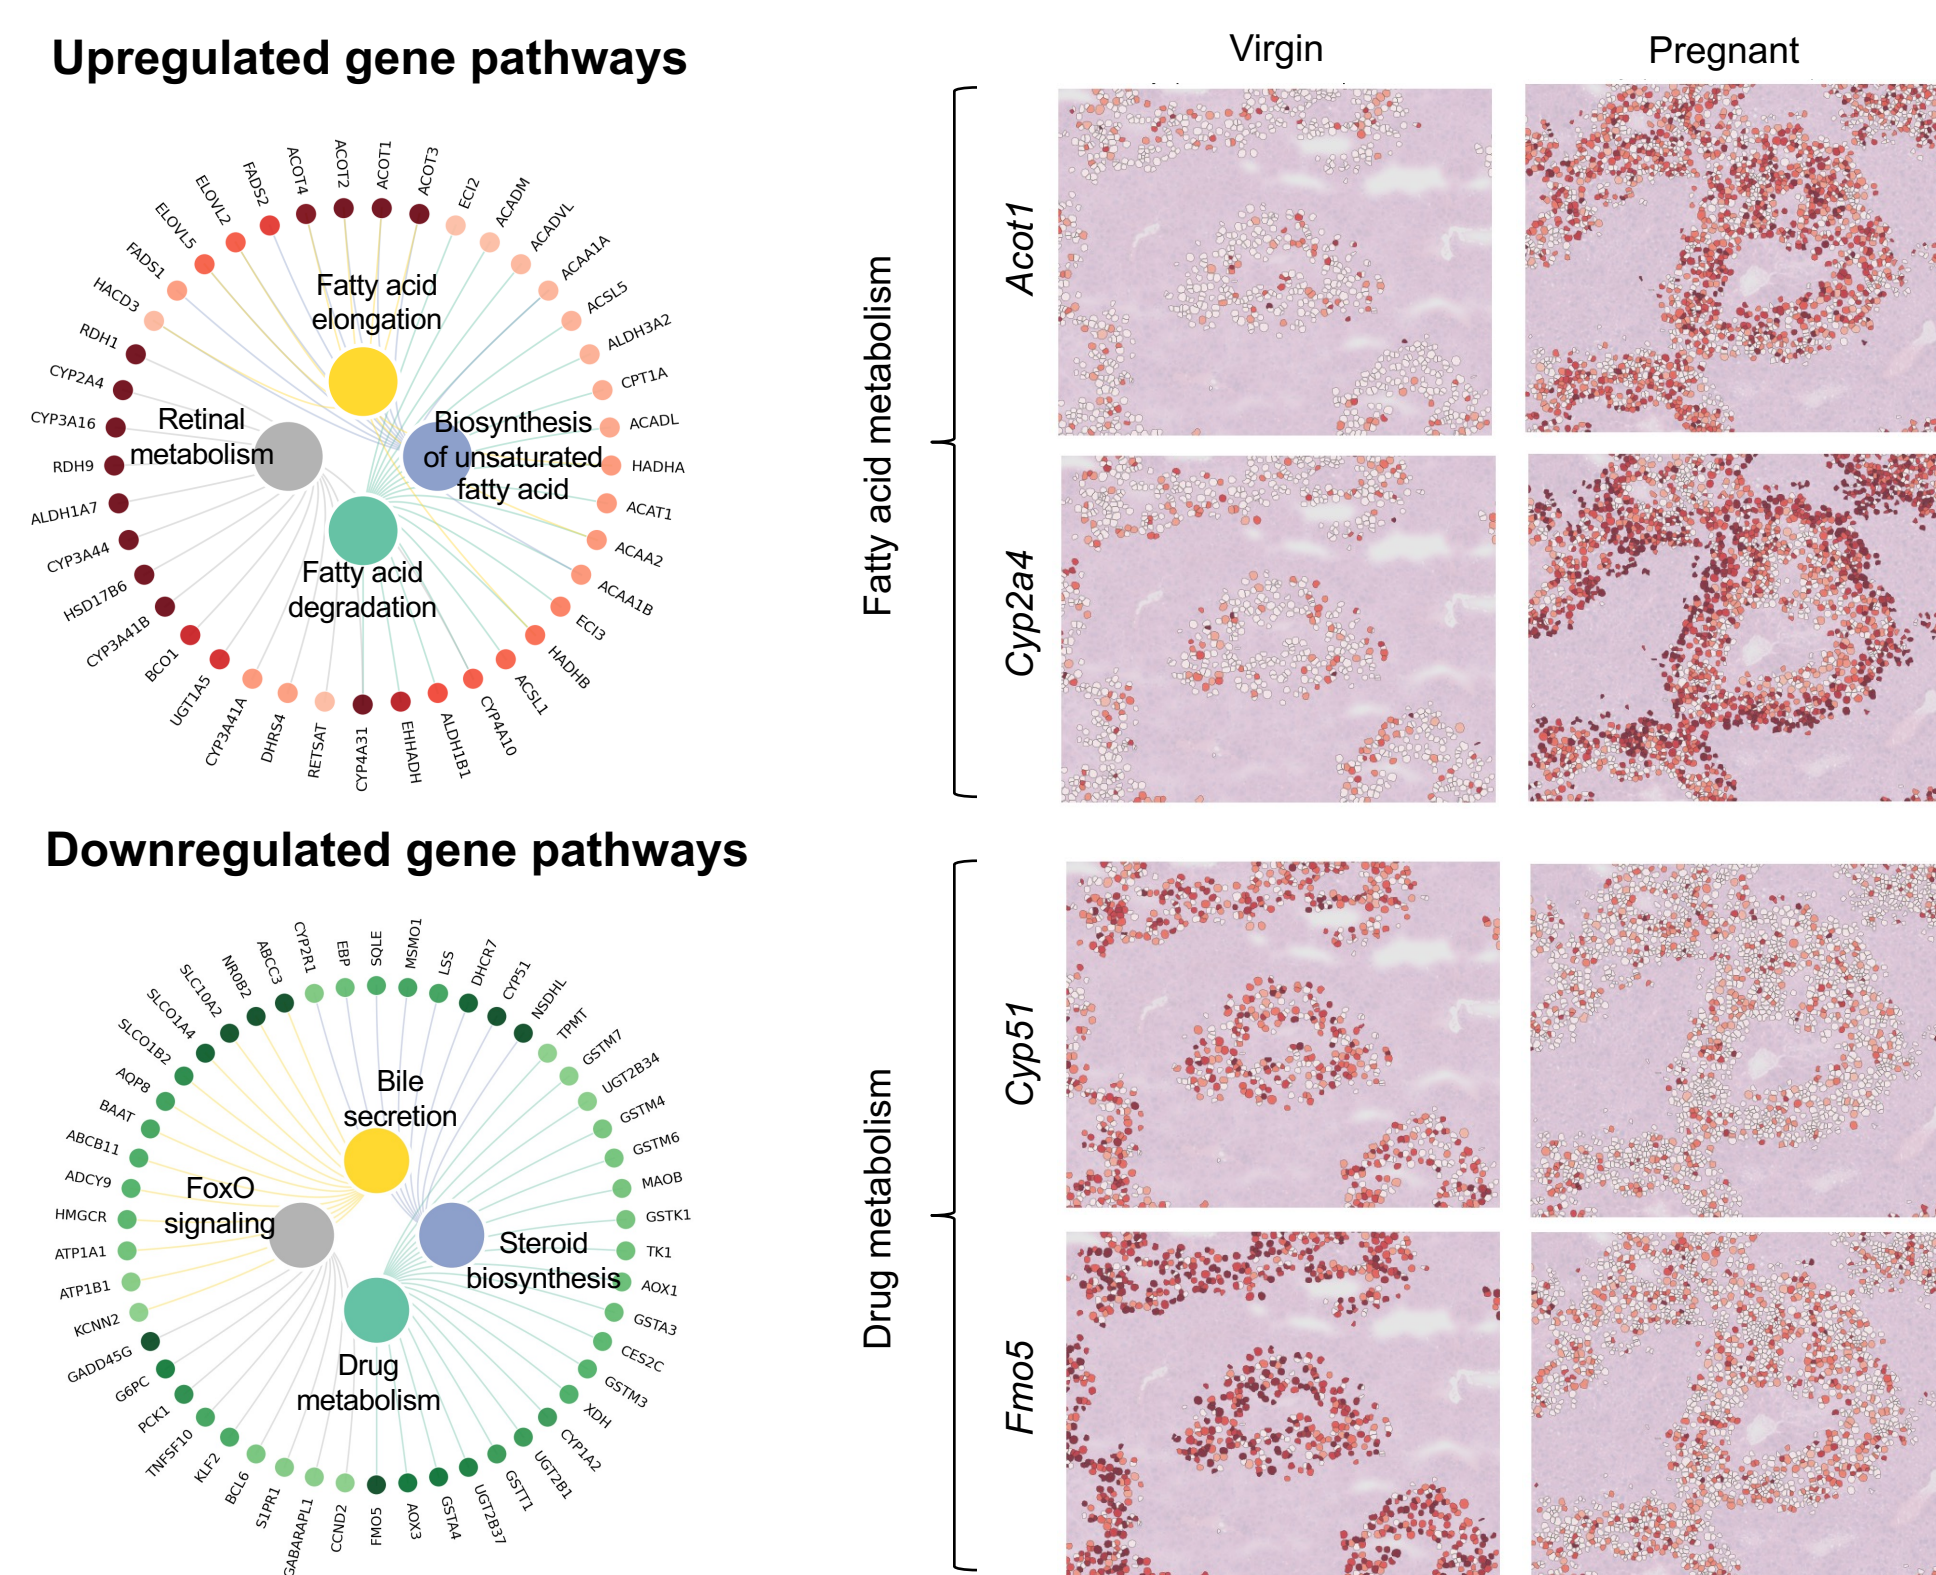 Upregulated gene pathways
Virgin
Pregnant
ACOT4
ACOT2
ACOT1
ACOT3
ECI2
ACADM
ACADVL
ACAA1A
ACSL5
ALDH3A2
CPT1A
ACADL
HADHA
ACAT1
ACAA2
ACAA1B
ECI3
HADHB
ACSL1
CYP4A10
ALDH1B1
EHHADH
CYP4A31
RETSAT
DHRS4
CYP3A41A
UGT1A5
BCO1
CYP3A41B
HSD17B6
CYP3A44
ALDH1A7
RDH9
CYP3A16
CYP2A4
RDH1
HACD3
FADS1
ELOVL5
ELOVL2
FADS2
Fatty acid
elongation
Retinal
metabolism
Biosynthesis
of unsaturated
fatty acid
Fatty acid
degradation
Fatty acid metabolism
Acot1
Cyp2a4
Downregulated gene pathways
CYP2R1
EBP
SQLE
MSMO1
LSS
DHCR7
CYP51
NSDHL
TPMT
GSTM7
UGT2B34
GSTM4
GSTM6
MAOB
GSTK1
TK1
AOX1
GSTA3
CES2C
GSTM3
XDH
CYP1A2
UGT2B1
GSTT1
UGT2B37
GSTA4
AOX3
FMO5
CCND2
GABARAPL1
S1PR1
BCL6
KLF2
TNFSF10
PCK1
G6PC
GADD45G
KCNN2
ATP1B1
ATP1A1
HMGCR
ADCY9
ABCB11
BAAT
AQP8
SLCO1B2
SLCO1A4
SLC10A2
NR0B2
ABCC3
Bile
secretion
FoxO
signaling
Steroid
biosynthesis
Drug
metabolism
Drug metabolism
Cyp51
Fmo5